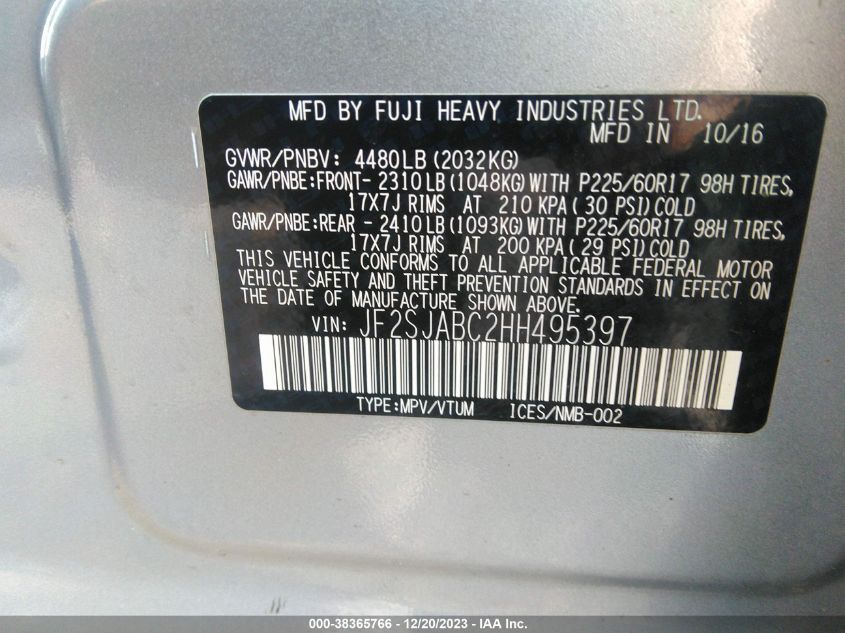 MFD BY FUJI HEAVY INDUSTRIES LTD.
MFD IN 10/16
GVWR/PNBV: 4480LB (2032KG)
GAWR/PNBE:FRONT- 2310LB (1048KG) WITH P225/60R17 98H TIRES,
17X7J RIMS AT 210 KPA( 30 PSI)COLD
GAWR/PNBE:REAR - 2410LB (1093KG) WITH P225/60R17 98H TIRES,
17X7J RIMS AT 200 KPA( 29 PSI)COLD
THIS VEHICLE CONFORMS TO ALL APPLICABLE FEDERAL MOTOR
VEHICLE SAFETY AND THEFT PREVENTION STANDARDS IN EFFECT ON
THE DATE OF MANUFACTURE SHOWN ABOVE.
VIN: JF2SJABC2HH495397
TYPE:MPV/VTUM ICES/NMB-002
000-38365766 - 12/20/2023 - IAA Inc.